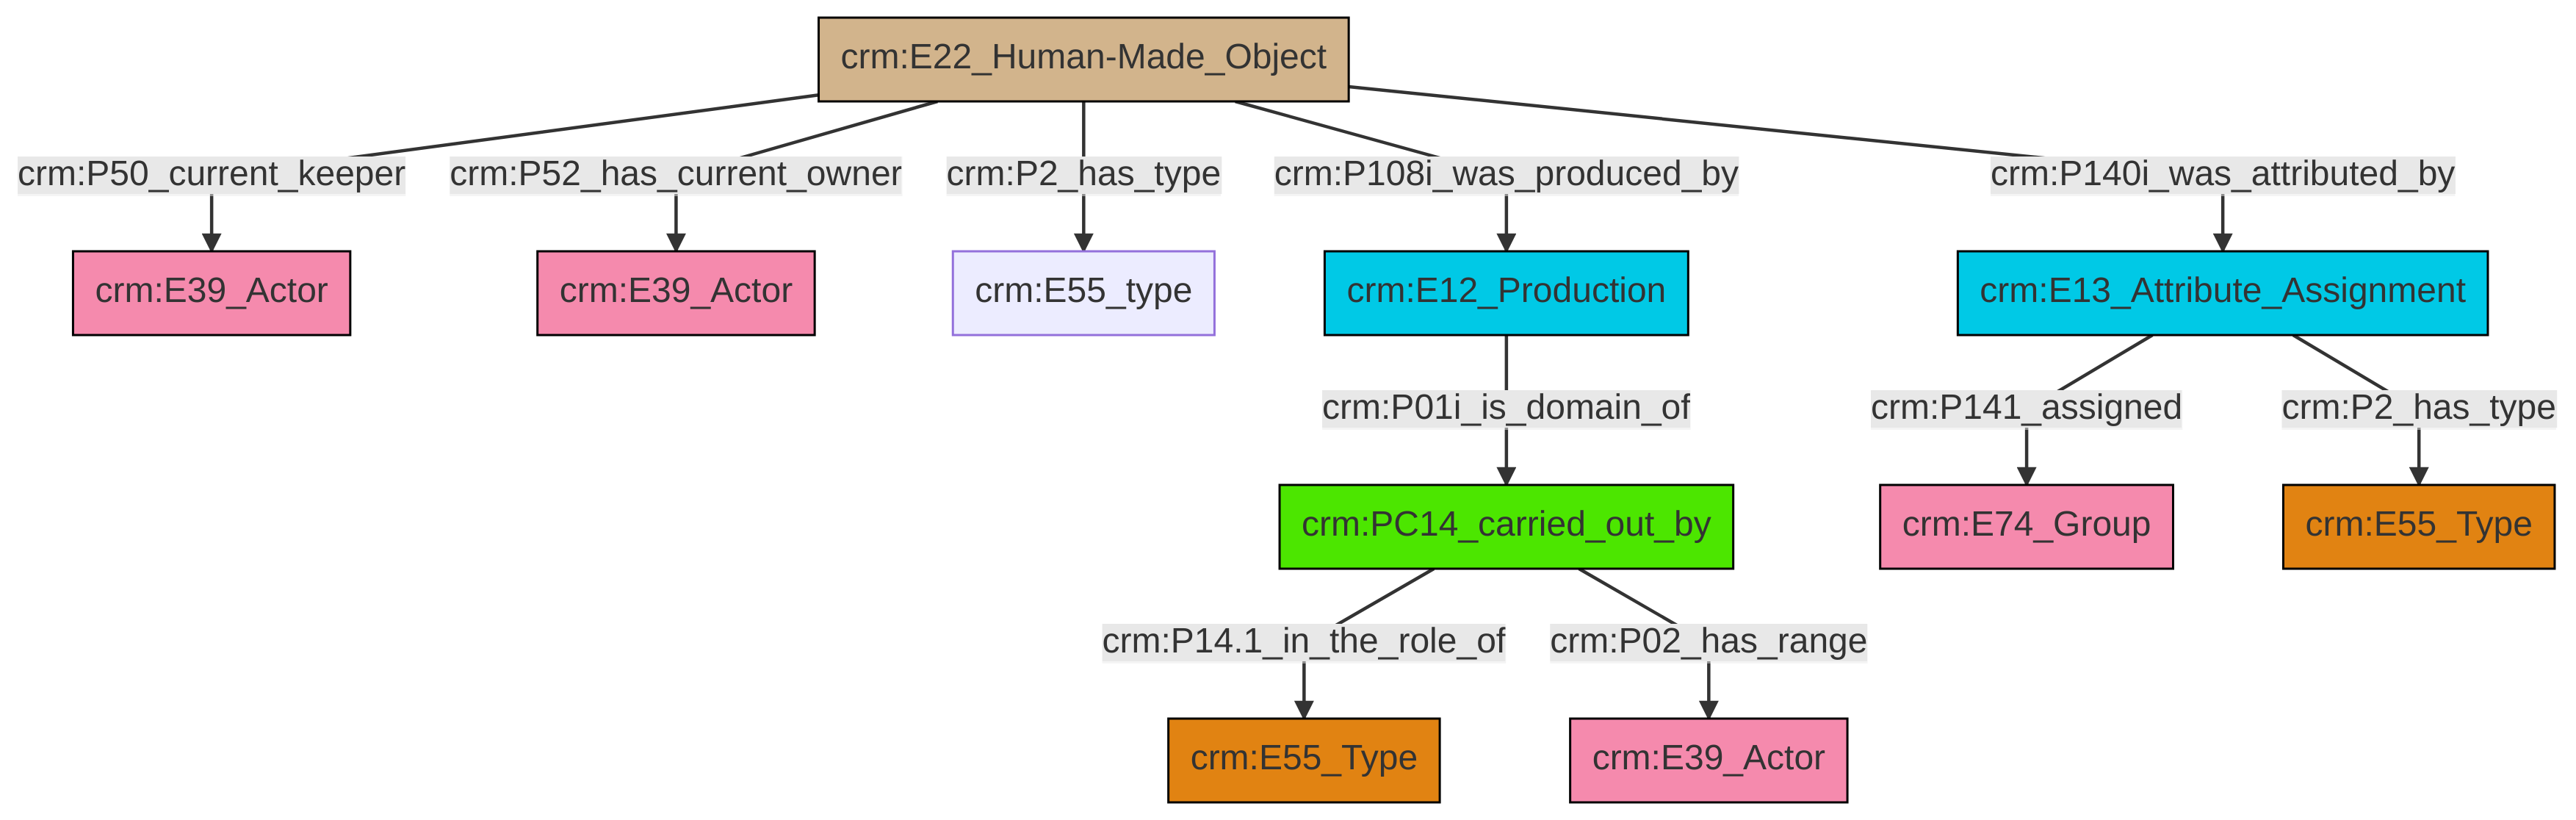 crm:E22_Human-Made_Object
crm:P50_current_keeper
crm:P52_has_current_owner
crm:P2_has_type
crm:P108i_was_produced_by
crm:P140i_was_attributed_by
crm:E39_Actor
crm:E39_Actor
crm:E55_type
crm:E12_Production
crm:E13_Attribute_Assignment
crm:P01i_is_domain_of
crm:P141_assigned
crm:P2_has_type
crm:PC14_carried_out_by
crm:E74_Group
crm:E55_Type
crm:P14.1_in_the_role_of
crm:P02_has_range
crm:E55_Type
crm:E39_Actor